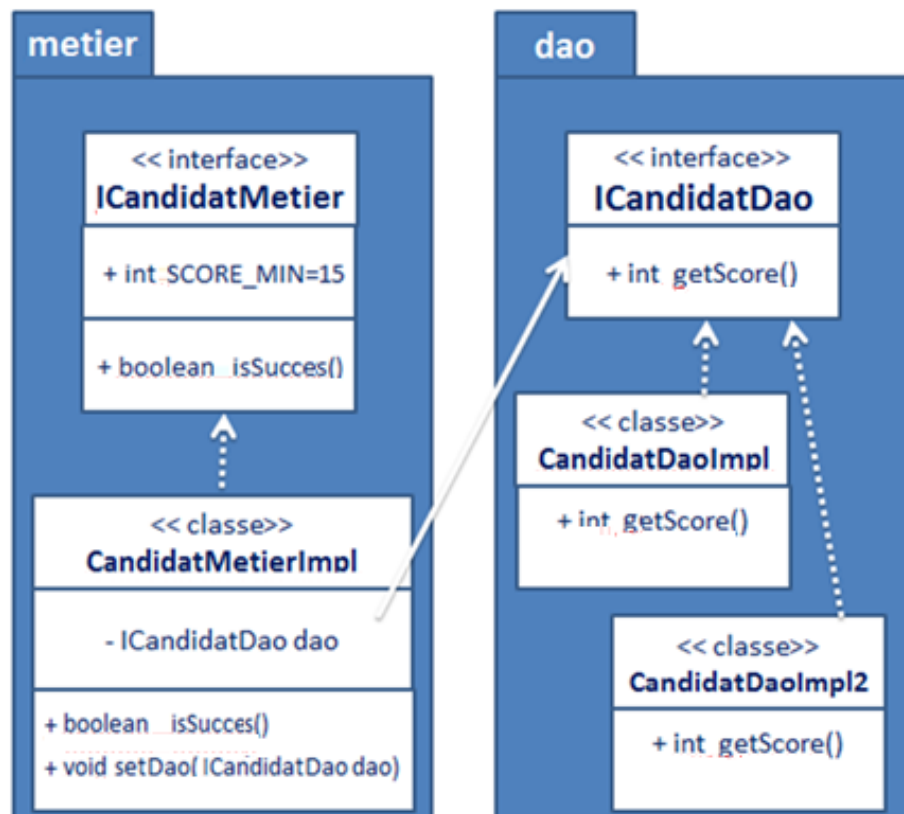 metier
<< interface>>
ICandidatMetier
+ int SCORE_MIN=15
+ boolean isSucces()
<< classe>>
CandidatMetierImpl
- ICandidatDao dao
+ boolean isSucces()
+ void setDao( ICandidatDao dao)
dao
<< interface>>
ICandidatDao
+ int getScore()
<< classe>>
CandidatDaoImpl
+ int getScore()
<< classe>>
CandidatDaoImpl2
+ int getScore()